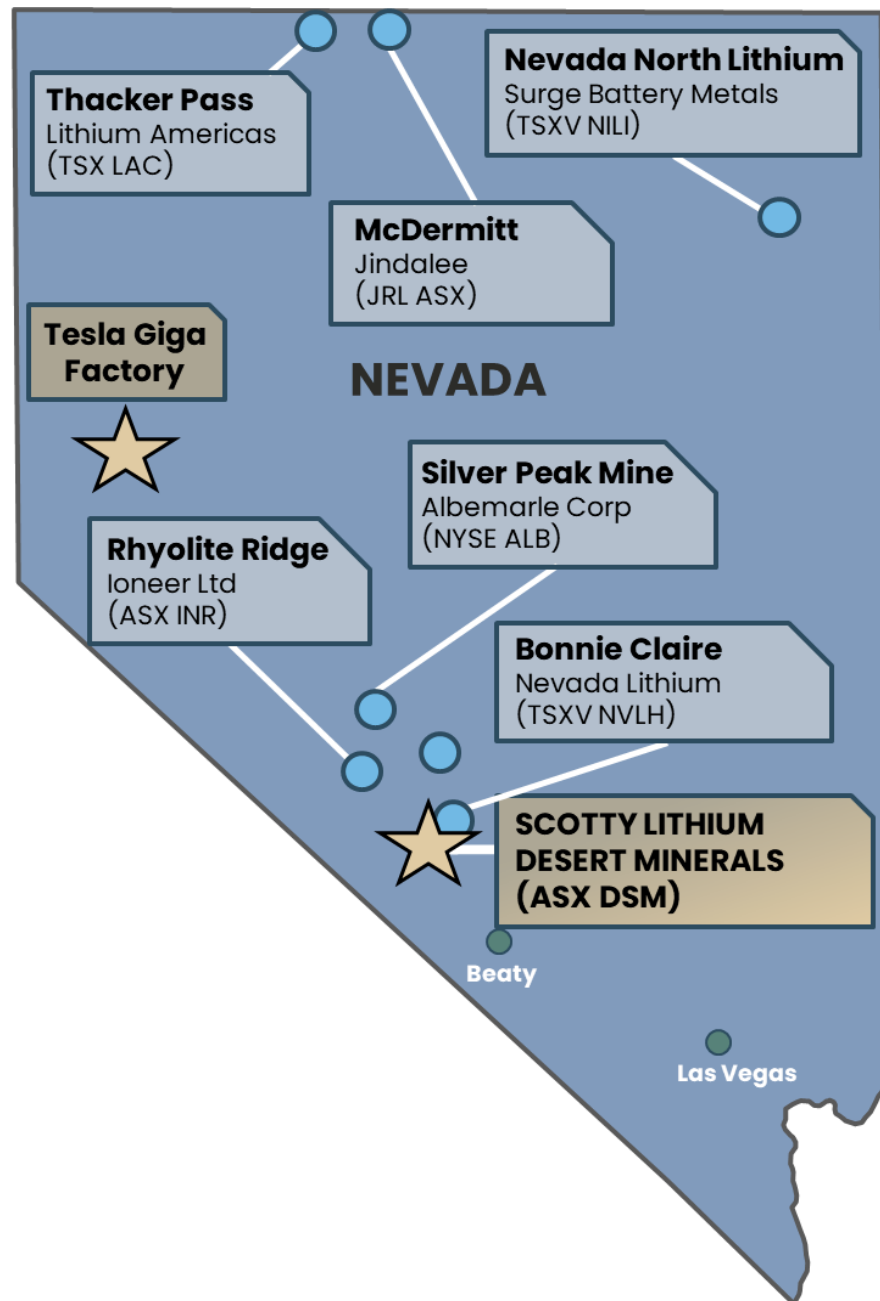 Thacker Pass
Lithium Americas
(TSX LAC)
Nevada North Lithium
Surge Battery Metals
(TSXV NILI)
McDermitt
Jindalee
(JRL ASX)
Tesla Giga
Factory
NEVADA
Silver Peak Mine
Albemarle Corp
(NYSE ALB)
Rhyolite Ridge
Ioneer Ltd
(ASX INR)
Bonnie Claire
Nevada Lithium
(TSXV NVLH)
SCOTTY LITHIUM
DESERT MINERALS
(ASX DSM)
Beaty
Las Vegas